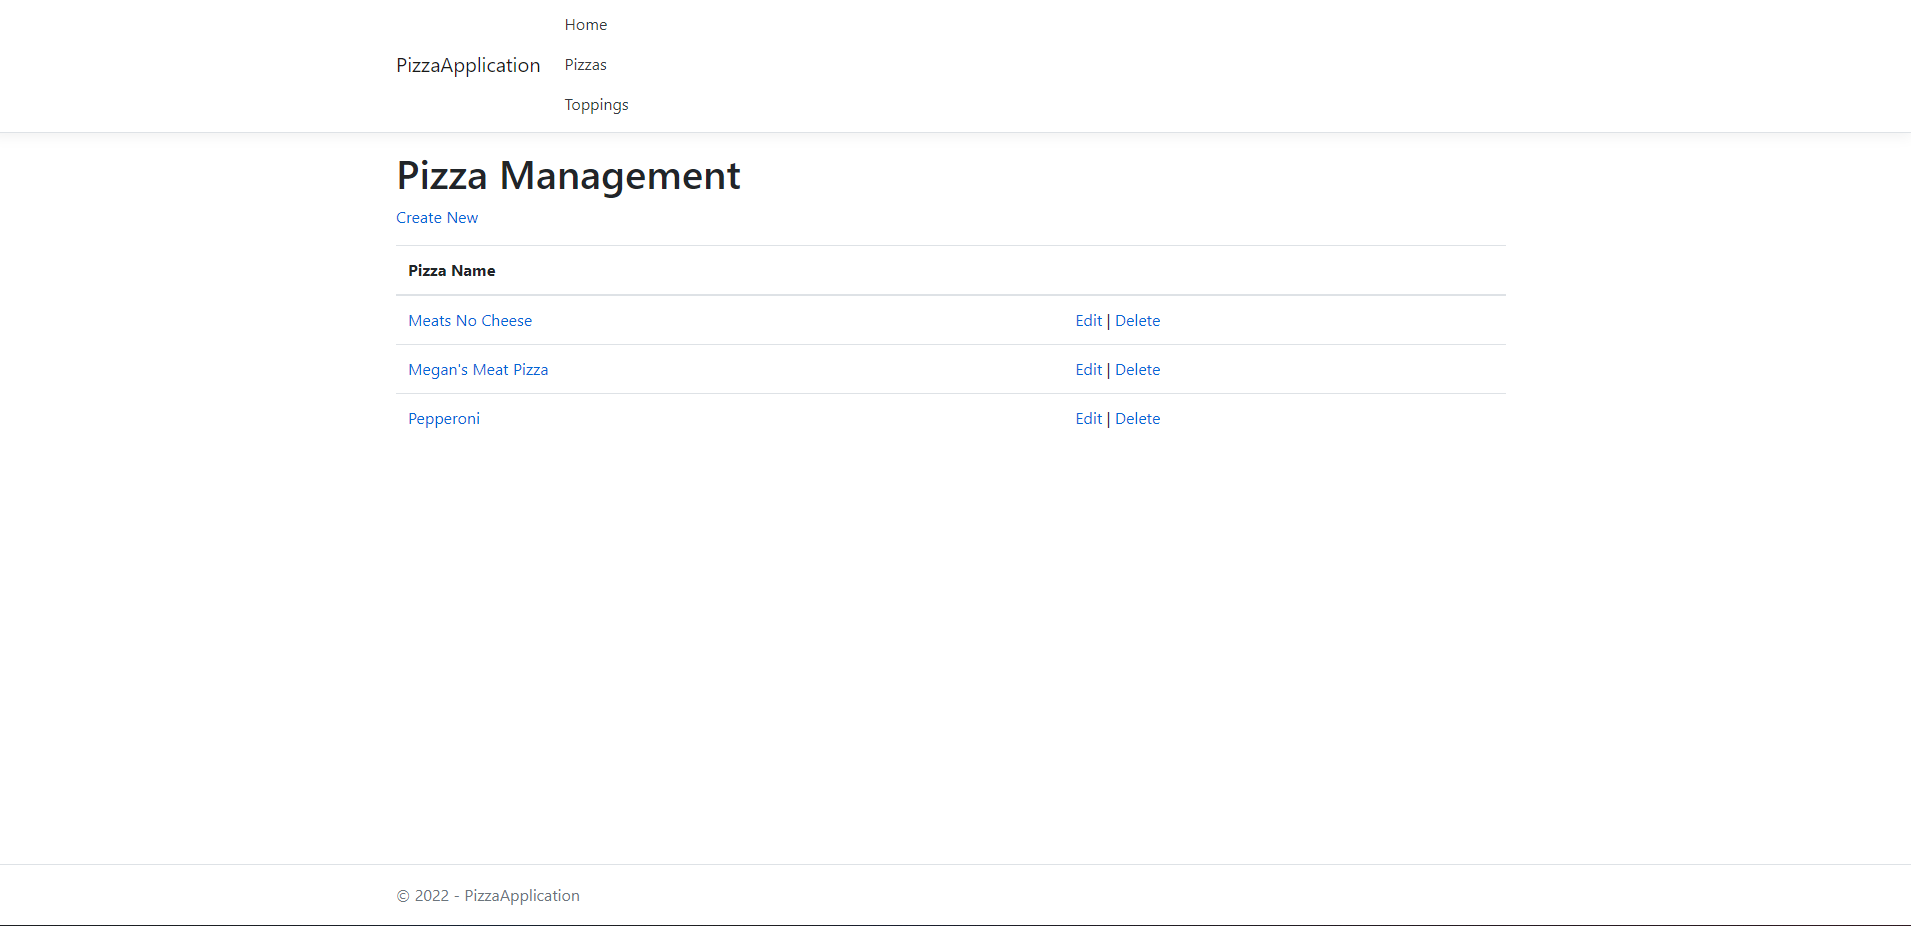 PizzaApplication
Home
Pizzas
Toppings
Pizza Management
Create New
Pizza Name
Meats No Cheese Edit | Delete
Megan's Meat Pizza Edit | Delete
Pepperoni Edit | Delete
© 2022 - PizzaApplication